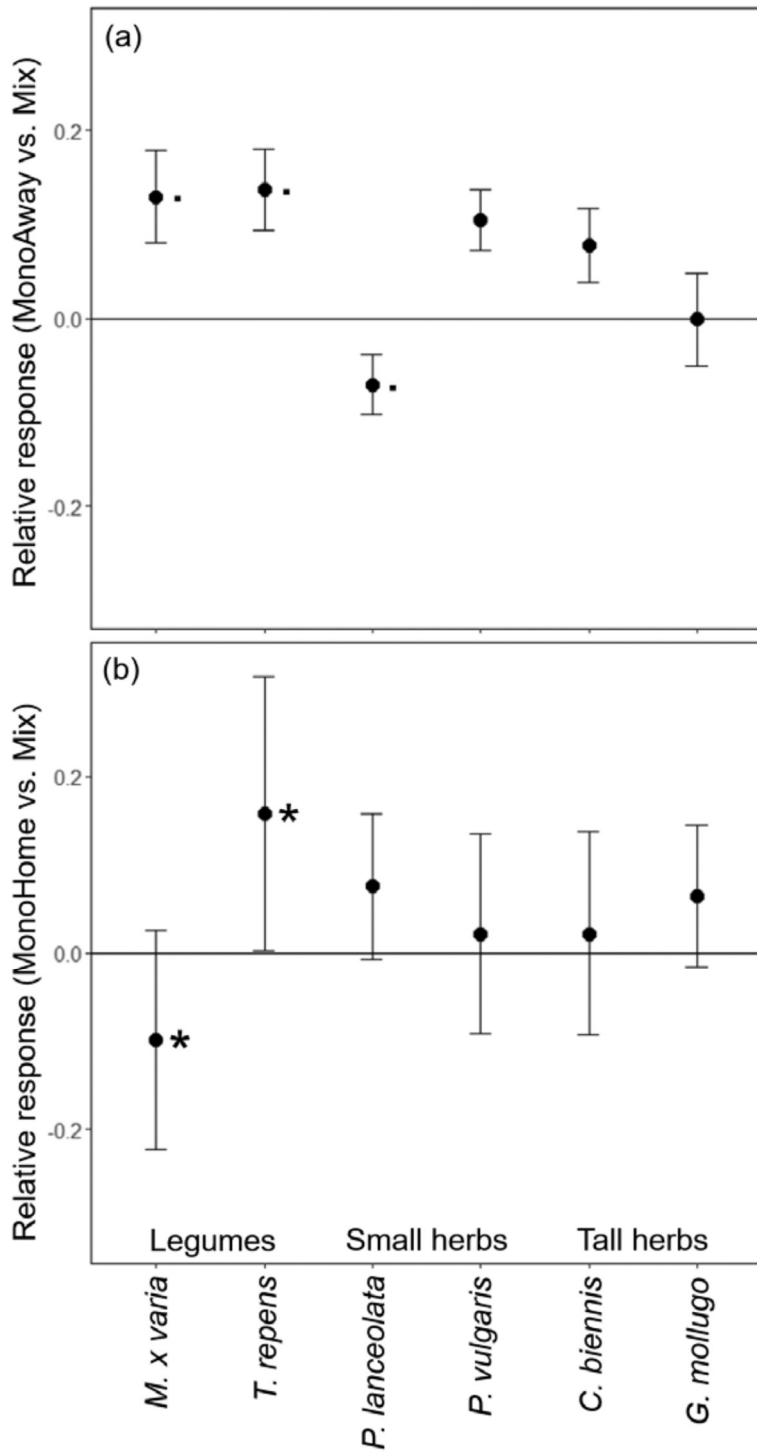 (a)
Relative response (MonoAway vs. Mix)
0.2
0.0
-0.2
(b)
Relative response (MonoHome vs. Mix)
0.2
*
0.0
*
-0.2
Legumes Small herbs Tall herbs
M. x varia
T. repens
P. lanceolata
P. vulgaris
C. biennis
G. mollugo